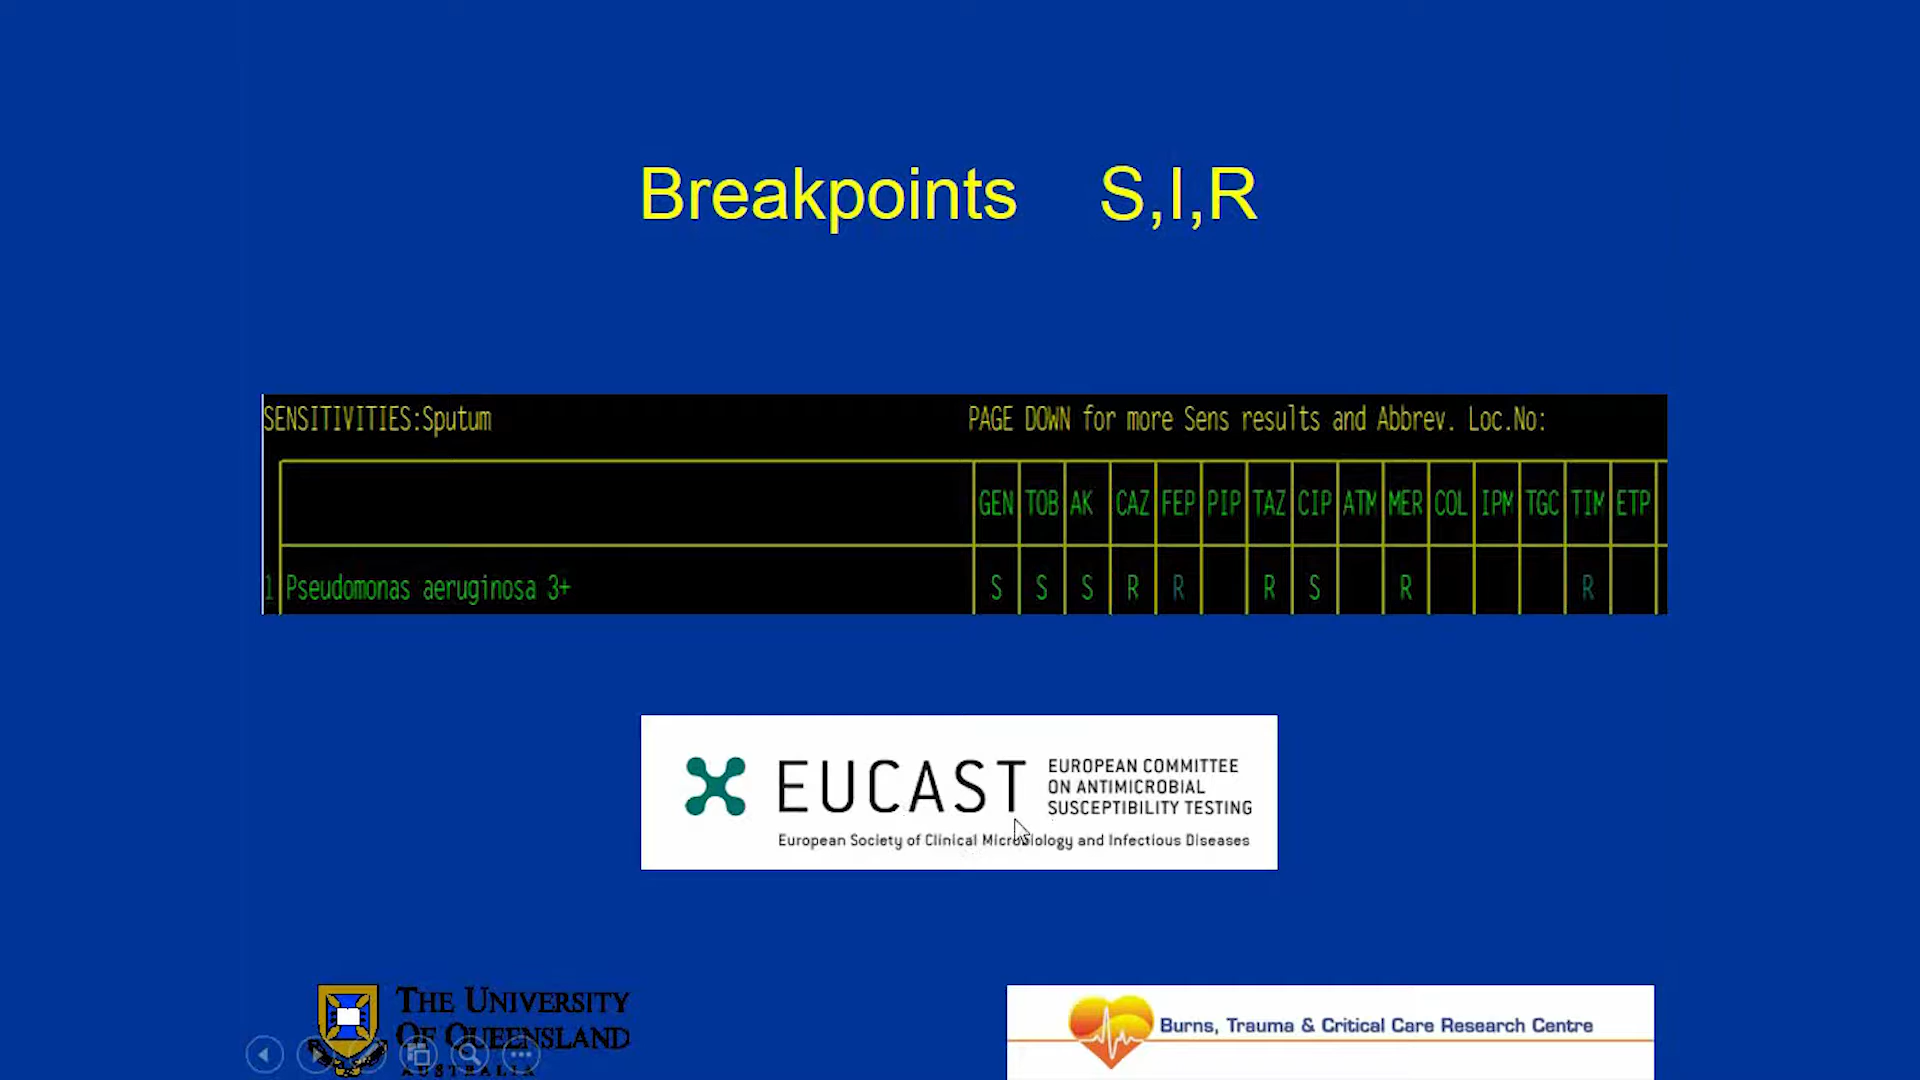 Breakpoints S,I,R
SENSITIVITIES:Sputum PAGE DOWN for more Sens results and Abbrev. Loc.No:
GEN TOB AK CAZ FEP PIP TAZ CIP ATM MER COL IPM TGC TIM ETP
1 Pseudomonas aeruginosa 3+ S S S R R R S R R
EUCAST
EUROPEAN COMMITTEE
ON ANTIMICROBIAL
SUSCEPTIBILITY TESTING
European Society of Clinical Microbiology and Infectious Diseases
THE UNIVERSITY
OF QUEENSLAND
AUSTRALIA
Burns, Trauma & Critical Care Research Centre